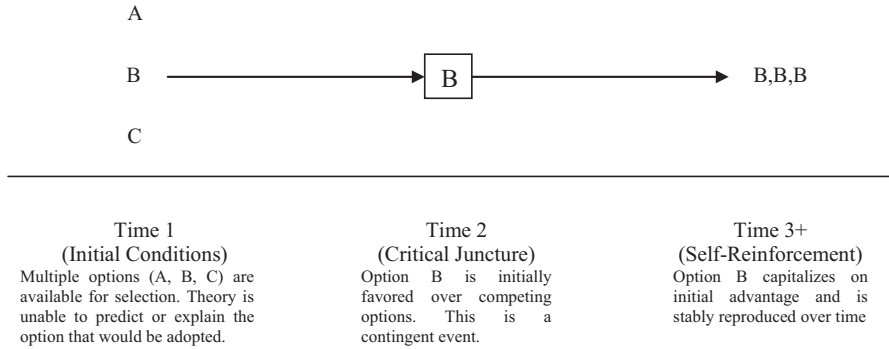 A
B
B
B,B,B
C
Time 1
(Initial Conditions)
Multiple options (A, B, C) are
available for selection. Theory is
unable to predict or explain the
option that would be adopted.
Time 2
(Critical Juncture)
Option B is initially
favored over competing
options. This is a
contingent event.
Time 3+
(Self-Reinforcement)
Option B capitalizes on
initial advantage and is
stably reproduced over time